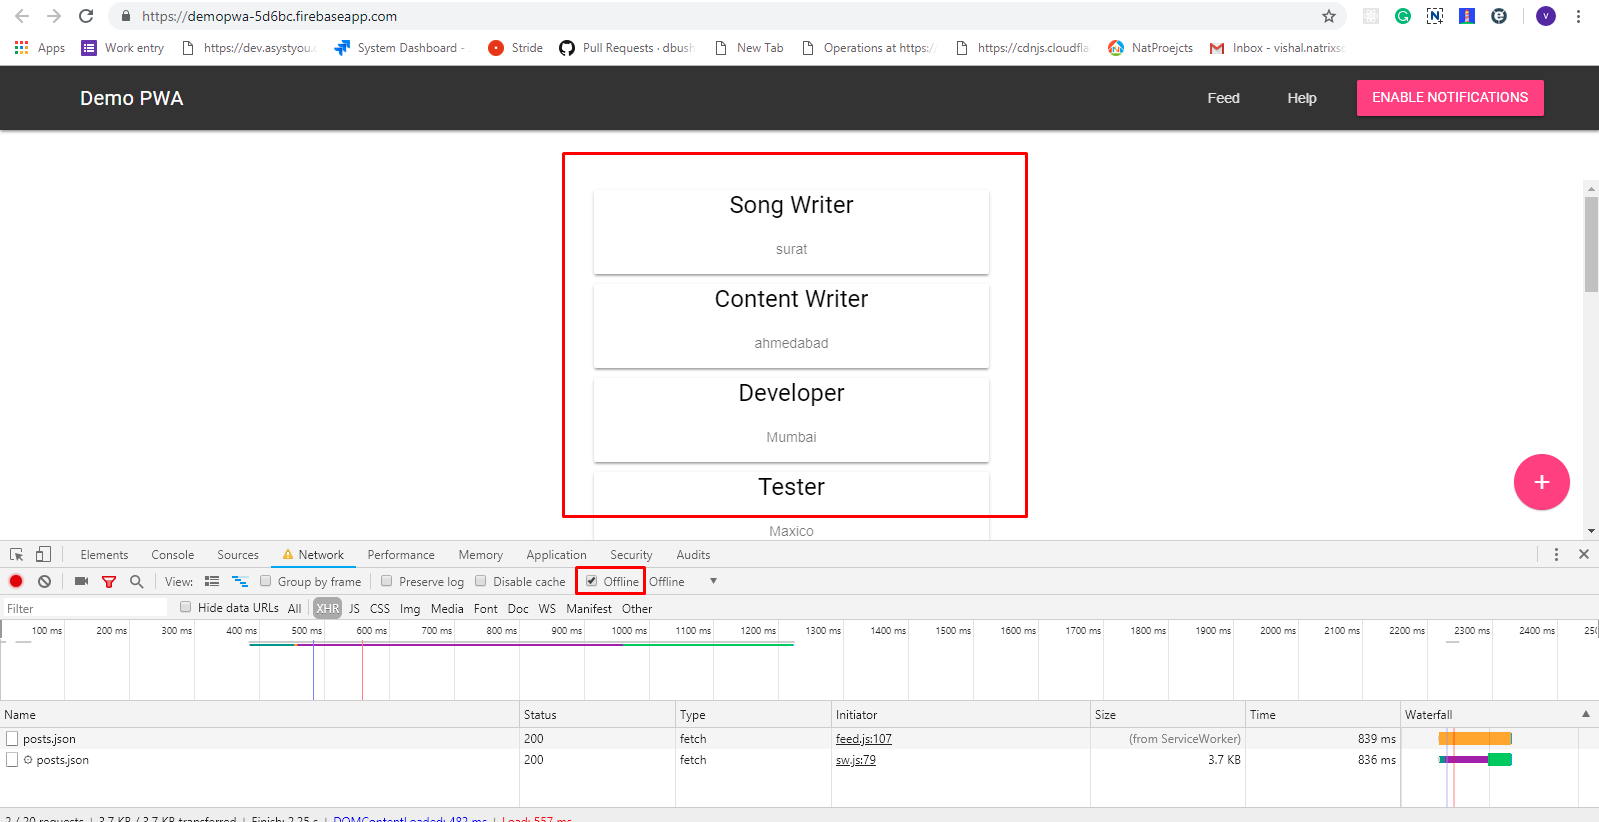 https://demopwa-5d6bc.firebaseapp.com
V
Apps Work entry https://dev.asystyou.c System Dashboard - Stride Pull Requests · dbush New Tab Operations at https:/ https://cdnjs.cloudfla NatProejcts Inbox - vishal.natrixso
Demo PWA Feed Help ENABLE NOTIFICATIONS
Song Writer
surat
Content Writer
ahmedabad
Developer
Mumbai
Tester
+
Maxico
Elements Console Sources Network Performance Memory Application Security Audits
View: Group by frame Preserve log Disable cache Offline Offline
Filter Hide data URLs All XHR JS CSS Img Media Font Doc WS Manifest Other
100 ms 200 ms 300 ms 400 ms 500 ms 600 ms 700 ms 800 ms 900 ms 1000 ms 1100 ms 1200 ms 1300 ms 1400 ms 1500 ms 1600 ms 1700 ms 1800 ms 1900 ms 2000 ms 2100 ms 2200 ms 2300 ms 2400 ms
Name Status Type Initiator Size Time Waterfall
posts.json 200 fetch feed.js:107 (from ServiceWorker) 839 ms
posts.json 200 fetch sw.js:79 3.7 KB 836 ms
2 / 20 requests | 3.7 KB / 3.7 KB transferred | Finish: 2.25 s | DOMContentLoaded: 482 ms | Load: 557 ms